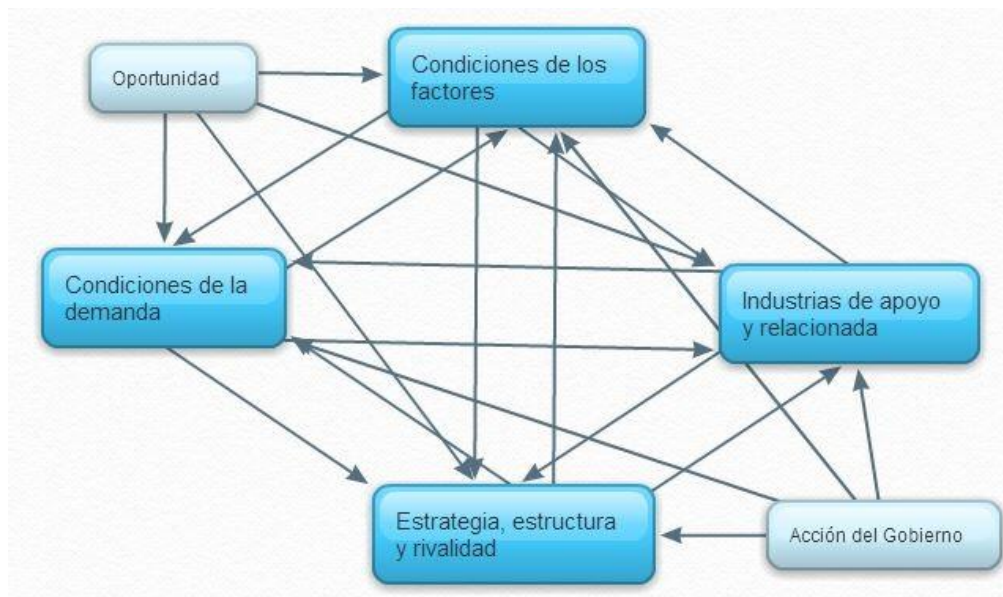 Oportunidad
Condiciones de los
factores
Condiciones de la
demanda
Industrias de apoyo
y relacionada
Estrategia, estructura
y rivalidad
Acción del Gobierno